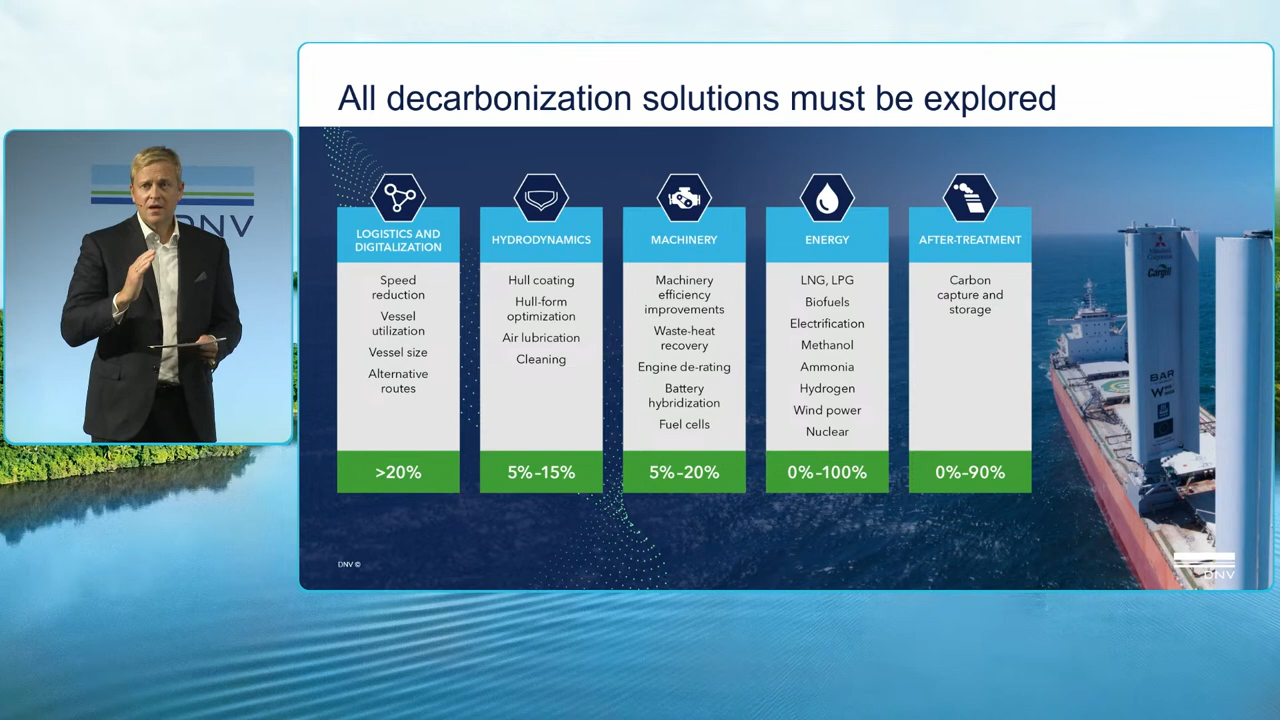 All decarbonization solutions must be explored
DNV
LOGISTICS AND
DIGITALIZATION
Speed
reduction
Vessel
utilization
Vessel size
Alternative
routes
>20%
HYDRODYNAMICS
Hull coating
Hull-form
optimization
Air lubrication
Cleaning
5%–15%
MACHINERY
Machinery
efficiency
improvements
Waste-heat
recovery
Engine de-rating
Battery
hybridization
Fuel cells
5%–20%
ENERGY
LNG, LPG
Biofuels
Electrification
Methanol
Ammonia
Hydrogen
Wind power
Nuclear
0%–100%
AFTER-TREATMENT
Carbon
capture and
storage
0%–90%
Cargill
BAR
DNV ©
DNV